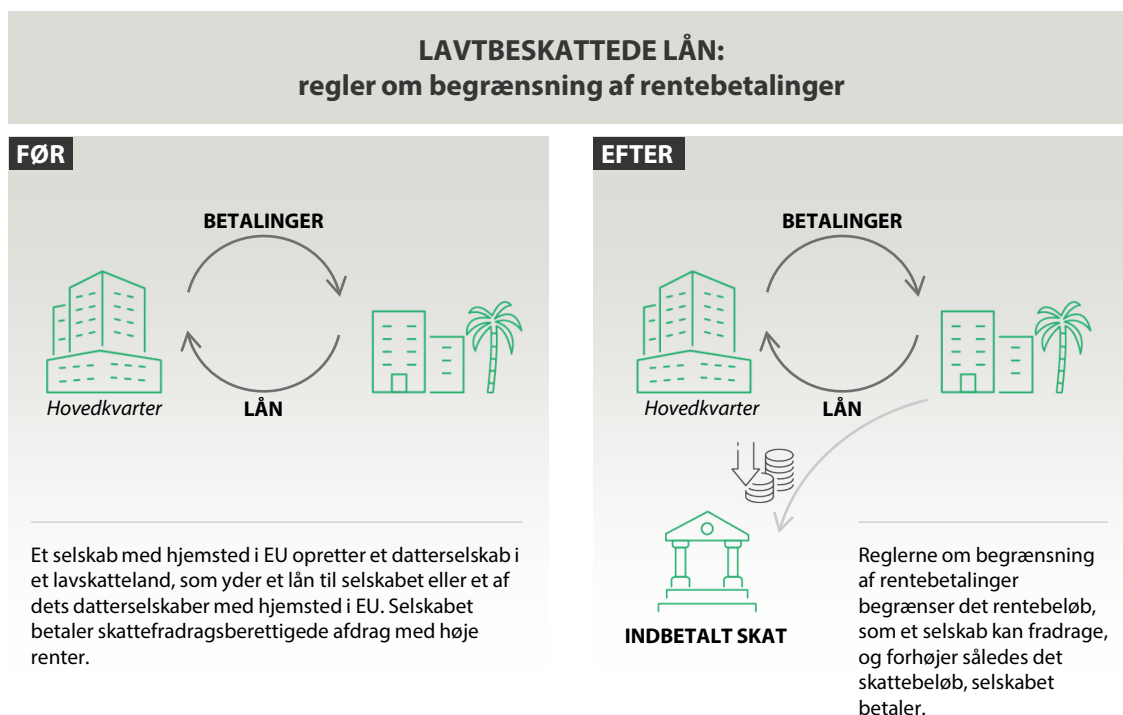 LAVTBESKATTEDE LÅN:
regler om begrænsning af rentebetalinger
FØR
BETALINGER
Hovedkvarter
LÅN
Et selskab med hjemsted i EU opretter et datterselskab i
et lavskatteland, som yder et lån til selskabet eller et af
dets datterselskaber med hjemsted i EU. Selskabet
betaler skattefradragsberettigede afdrag med høje
renter.
EFTER
BETALINGER
Hovedkvarter
LÅN
INDBETALT SKAT
Reglerne om begrænsning
af rentebetalinger
begrænser det rentebeløb,
som et selskab kan fradrage,
og forhøjer således det
skattebeløb, selskabet
betaler.